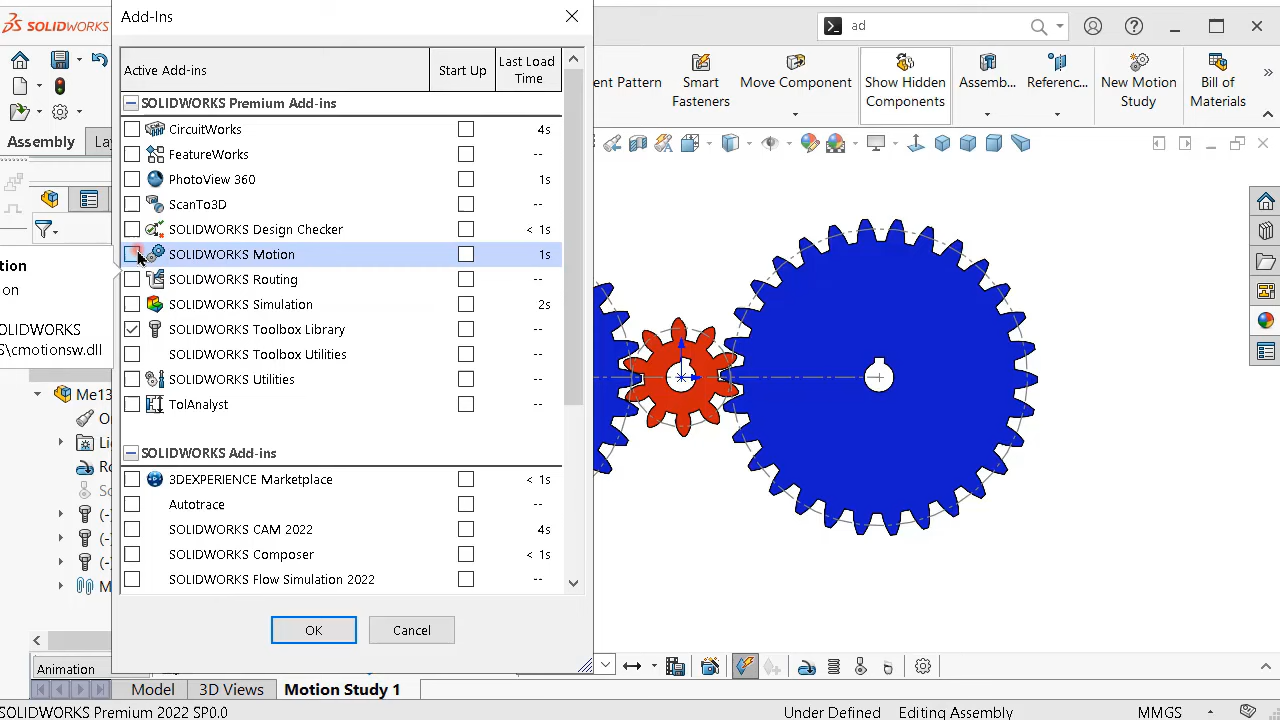 SOLIDWORKS
Add-Ins
ad
Active Add-ins
Start Up
Last Load
Time
SOLIDWORKS Premium Add-ins
CircuitWorks 4s
FeatureWorks --
PhotoView 360 1s
ScanTo3D --
SOLIDWORKS Design Checker < 1s
SOLIDWORKS Motion 1s
SOLIDWORKS Routing --
SOLIDWORKS Simulation 2s
SOLIDWORKS Toolbox Library --
SOLIDWORKS Toolbox Utilities --
SOLIDWORKS Utilities --
TolAnalyst --
SOLIDWORKS Add-ins
3DEXPERIENCE Marketplace < 1s
Autotrace --
SOLIDWORKS CAM 2022 4s
SOLIDWORKS Composer < 1s
SOLIDWORKS Flow Simulation 2022 --
OK
Cancel
Assembly
La
tion
on
OLIDWORKS
S\cmotionsw.dll
Me13
Li
(-)
M
ent Pattern
Smart
Fasteners
Move Component
Show Hidden
Components
Assemb...
Referenc...
New Motion
Study
Bill of
Materials
Animation
Model
3D Views
Motion Study 1
SOLIDWORKS Premium 2022 SP0.0
Under Defined
Editing Assembly
MMGS